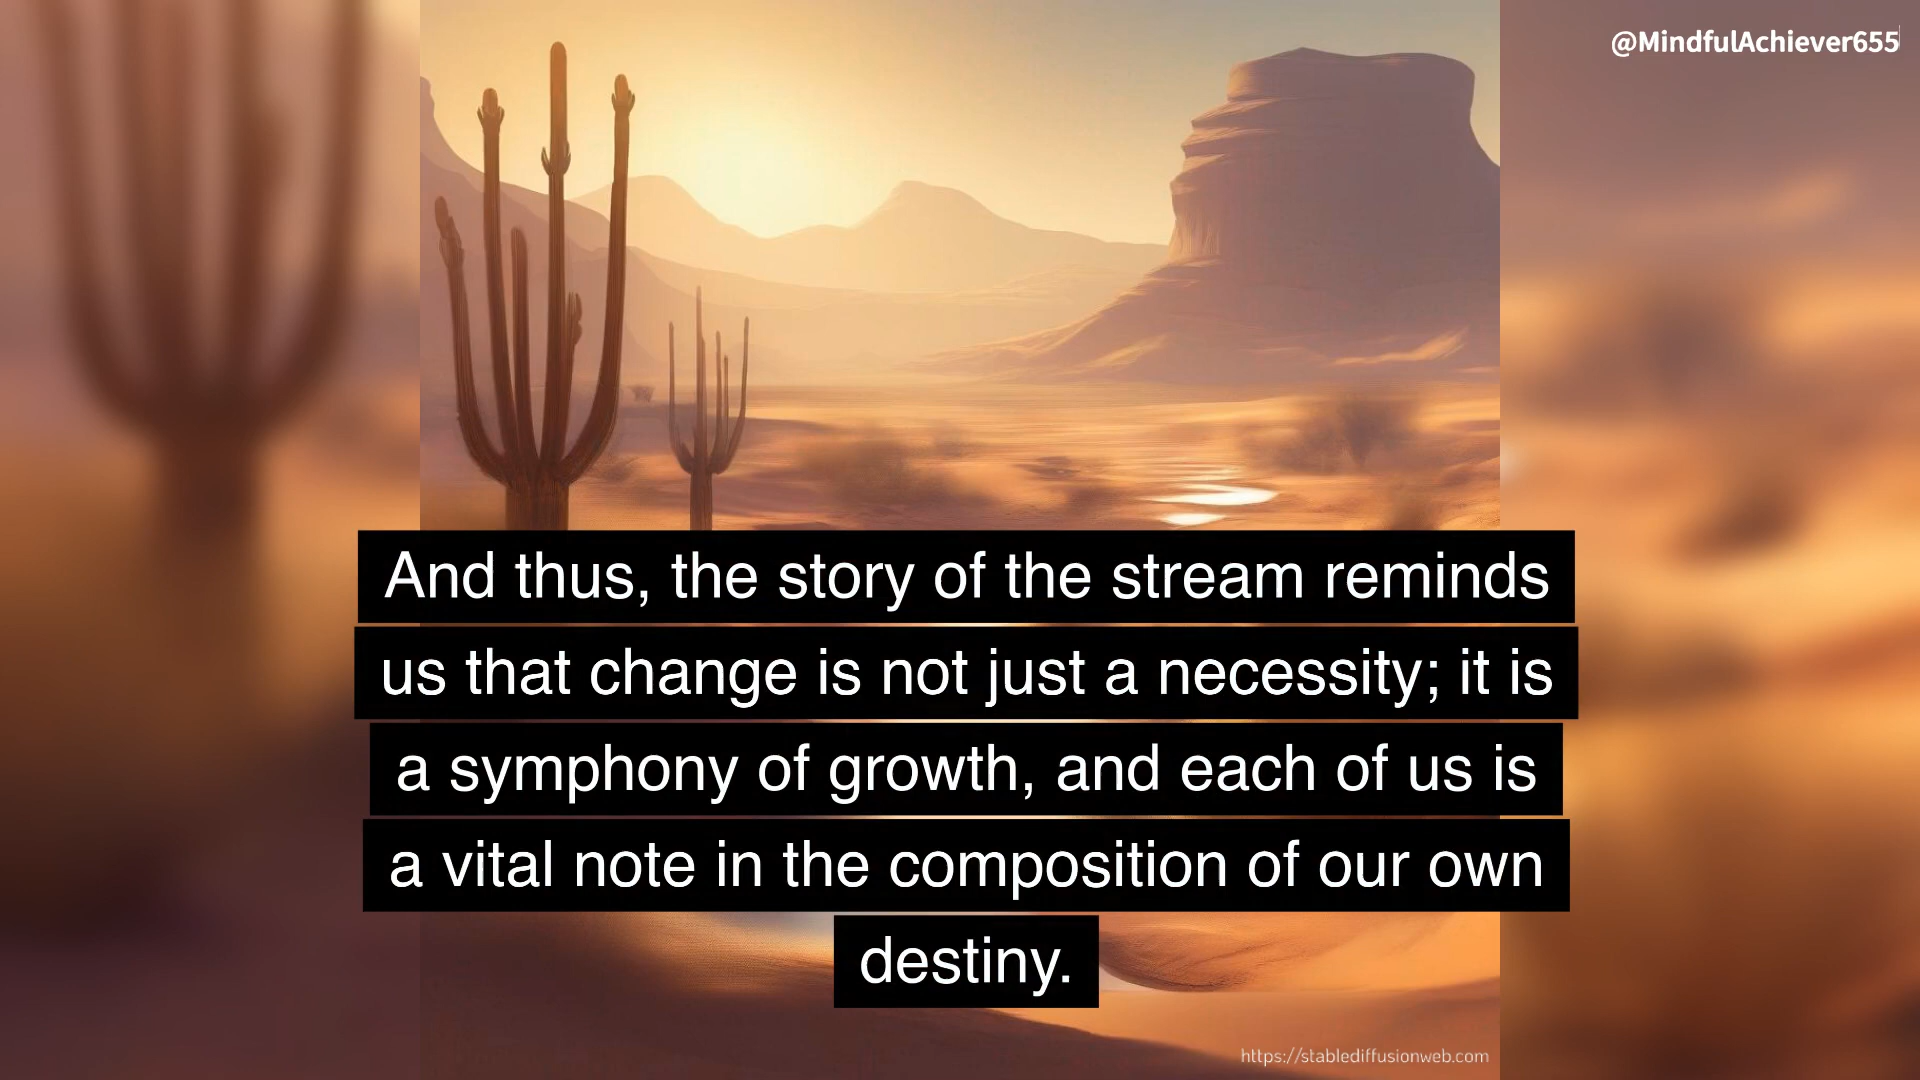 @MindfulAchiever655
And thus, the story of the stream reminds
us that change is not just a necessity; it is
a symphony of growth, and each of us is
a vital note in the composition of our own
destiny.
https://stablediffusionweb.com